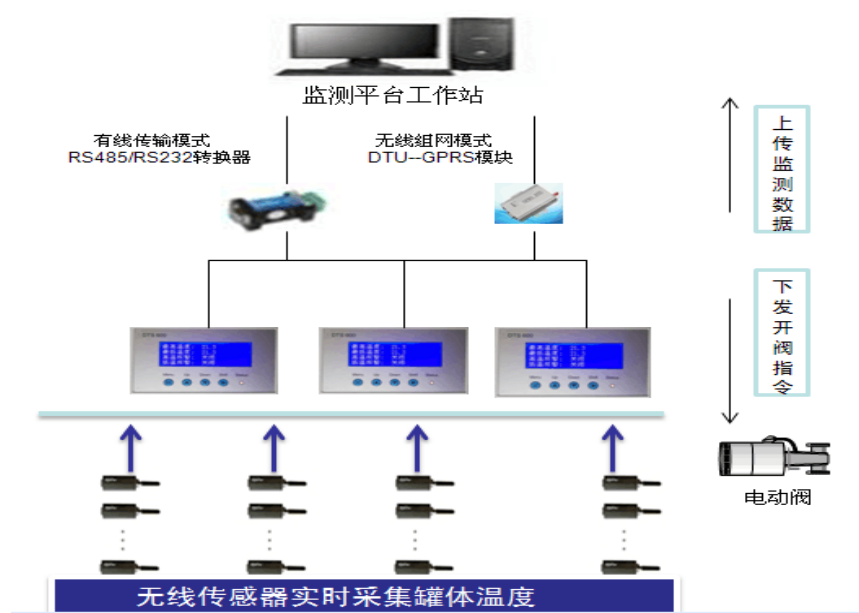 监测平台工作站
有线传输模式
RS485/RS232转换器
无线组网模式
DTU--GPRS模块
上传监测数据
下发开阀指令
电动阀
无线传感器实时采集罐体温度